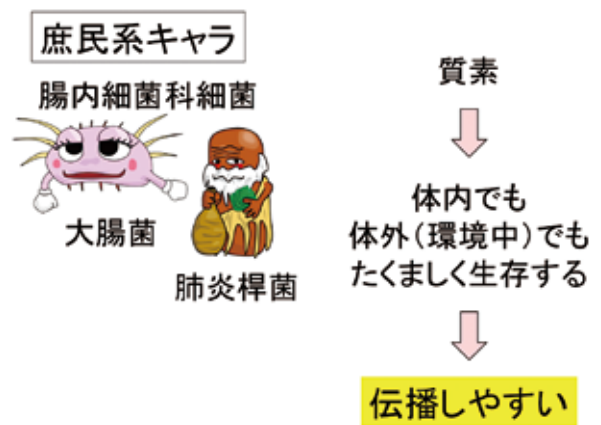 庶民系キャラ
腸内細菌科細菌
大腸菌
肺炎桿菌
質素
体内でも
体外（環境中）でも
たくましく生存する
伝播しやすい